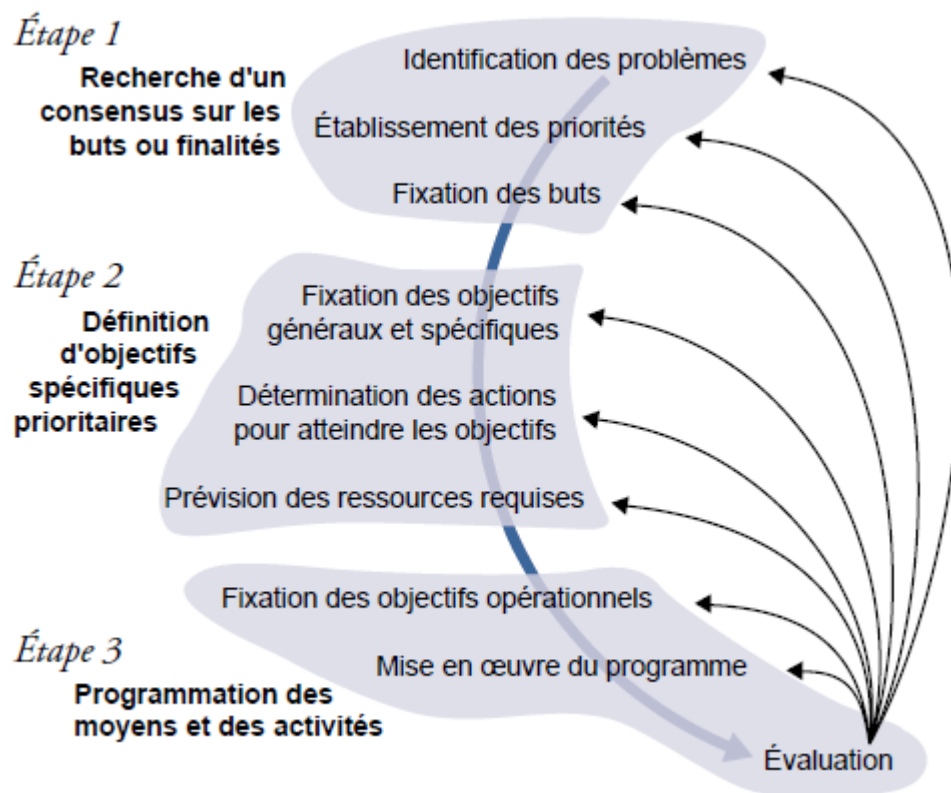 Étape 1
Recherche d'un
consensus sur les
buts ou finalités
Identification des problèmes
Établissement des priorités
Fixation des buts
Étape 2
Définition
d'objectifs
spécifiques
prioritaires
Fixation des objectifs
généraux et spécifiques
Détermination des actions
pour atteindre les objectifs
Prévision des ressources requises
Étape 3
Programmation des
moyens et des activités
Fixation des objectifs opérationnels
Mise en œuvre du programme
Évaluation